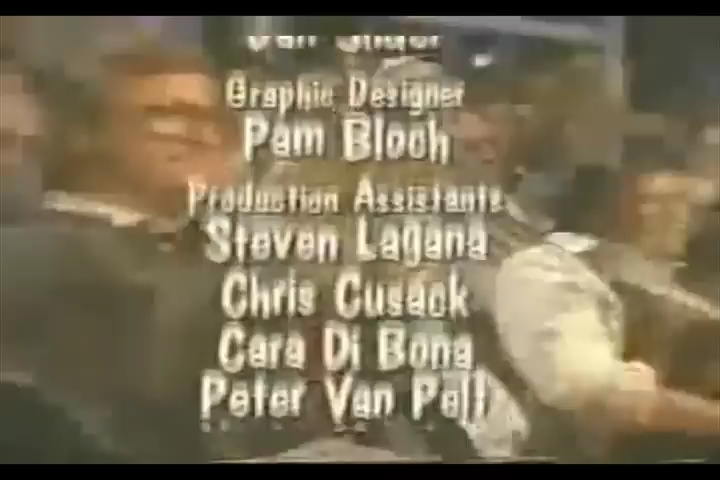 Graphic Designer
Pam Bloch
Production Assistants
Steven Lagana
Chris Cusack
Cara Di Bona
Peter Van Pelt